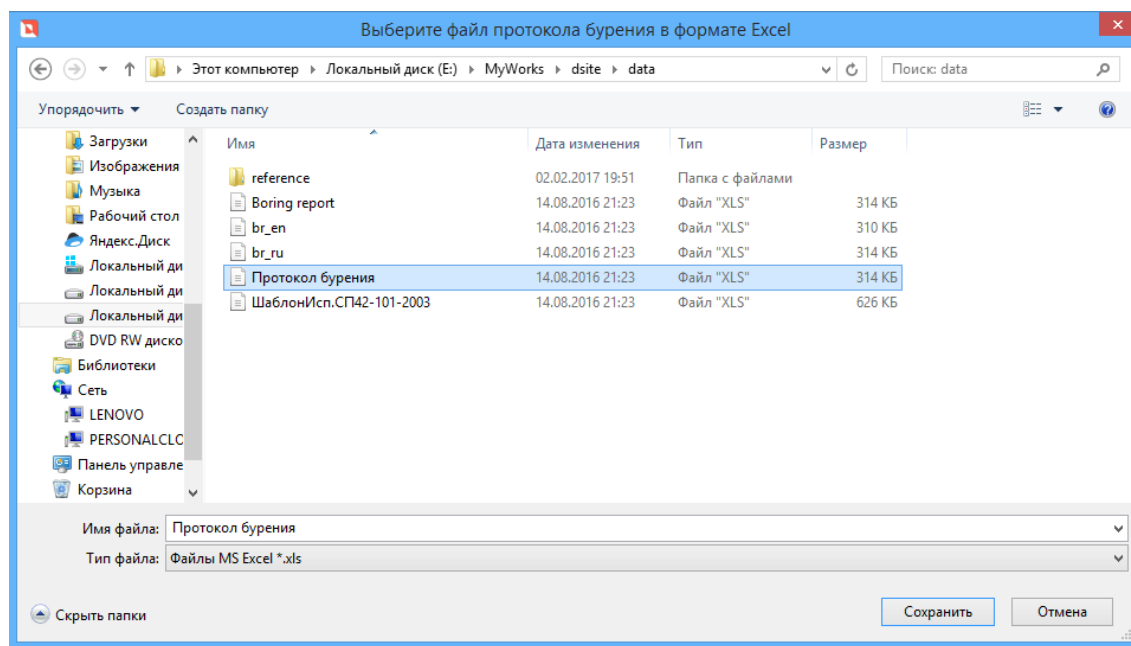 Выберите файл протокола бурения в формате Excel
Этот компьютер Локальный диск (E:) MyWorks dsite data
Поиск: data
Упорядочить Создать папку
Загрузки
Изображения
Музыка
Рабочий стол
Яндекс.Диск
Локальный ди
Локальный ди
Локальный ди
DVD RW диско
Библиотеки
Сеть
LENOVO
PERSONALCLC
Панель управле
Корзина
Имя Дата изменения Тип Размер
reference 02.02.2017 19:51 Папка с файлами
Boring report 14.08.2016 21:23 Файл "XLS" 314 КБ
br_en 14.08.2016 21:23 Файл "XLS" 310 КБ
br_ru 14.08.2016 21:23 Файл "XLS" 314 КБ
Протокол бурения 14.08.2016 21:23 Файл "XLS" 314 КБ
ШаблонИсп.СП42-101-2003 14.08.2016 21:23 Файл "XLS" 626 КБ
Имя файла: Протокол бурения
Тип файла: Файлы MS Excel *.xls
Скрыть папки
Сохранить Отмена